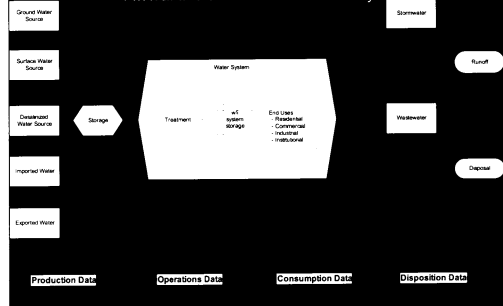 Ground Water
Source
Surface Water
Source
Desalinized
Water Source
Imported Water
Exported Water
Storage
Water System
Treatment
system
storage
End Uses
- Residential
- Commercial
- Industrial
- Institutional
Stormwater
Runoff
Wastewater
Disposal
Production Data
Operations Data
Consumption Data
Disposition Data